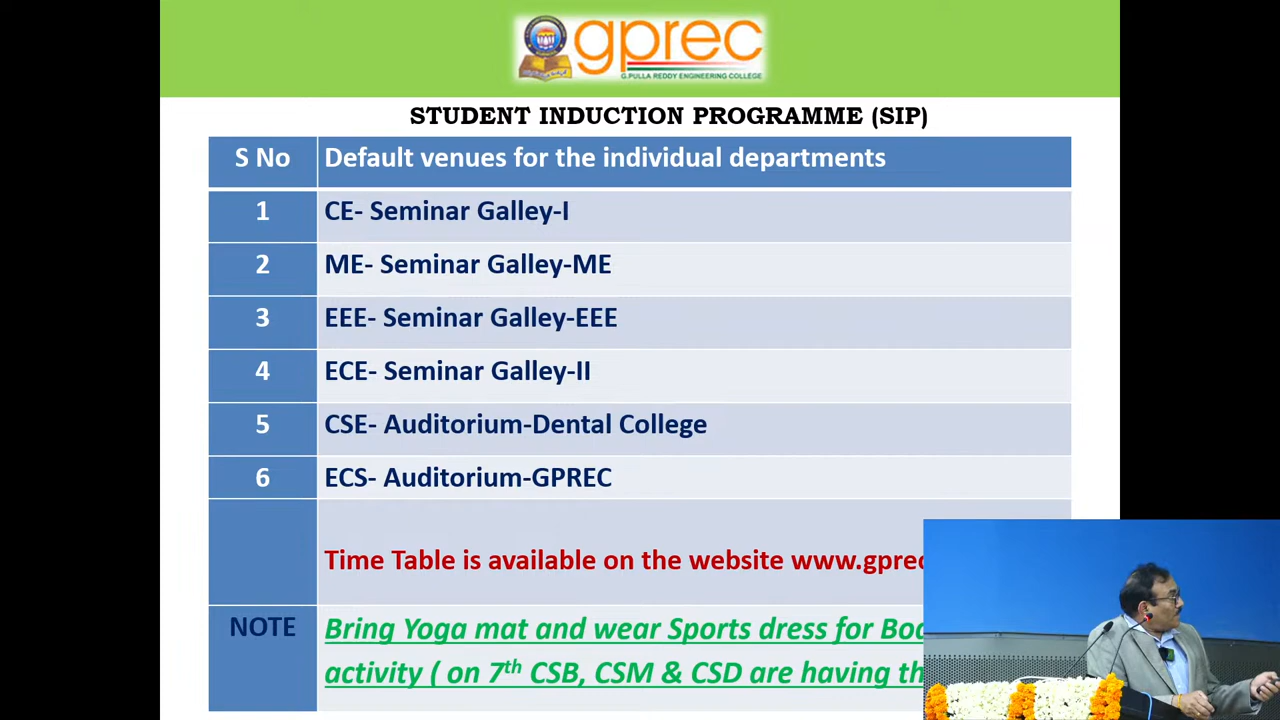 gprec
G.PULLA REDDY ENGINEERING COLLEGE
STUDENT INDUCTION PROGRAMME (SIP)
S No Default venues for the individual departments
1 CE- Seminar Galley-I
2 ME- Seminar Galley-ME
3 EEE- Seminar Galley-EEE
4 ECE- Seminar Galley-II
5 CSE- Auditorium-Dental College
6 ECS- Auditorium-GPREC
Time Table is available on the website www.gprec
NOTE Bring Yoga mat and wear Sports dress for
activity ( on 7th CSB, CSM & CSD are having